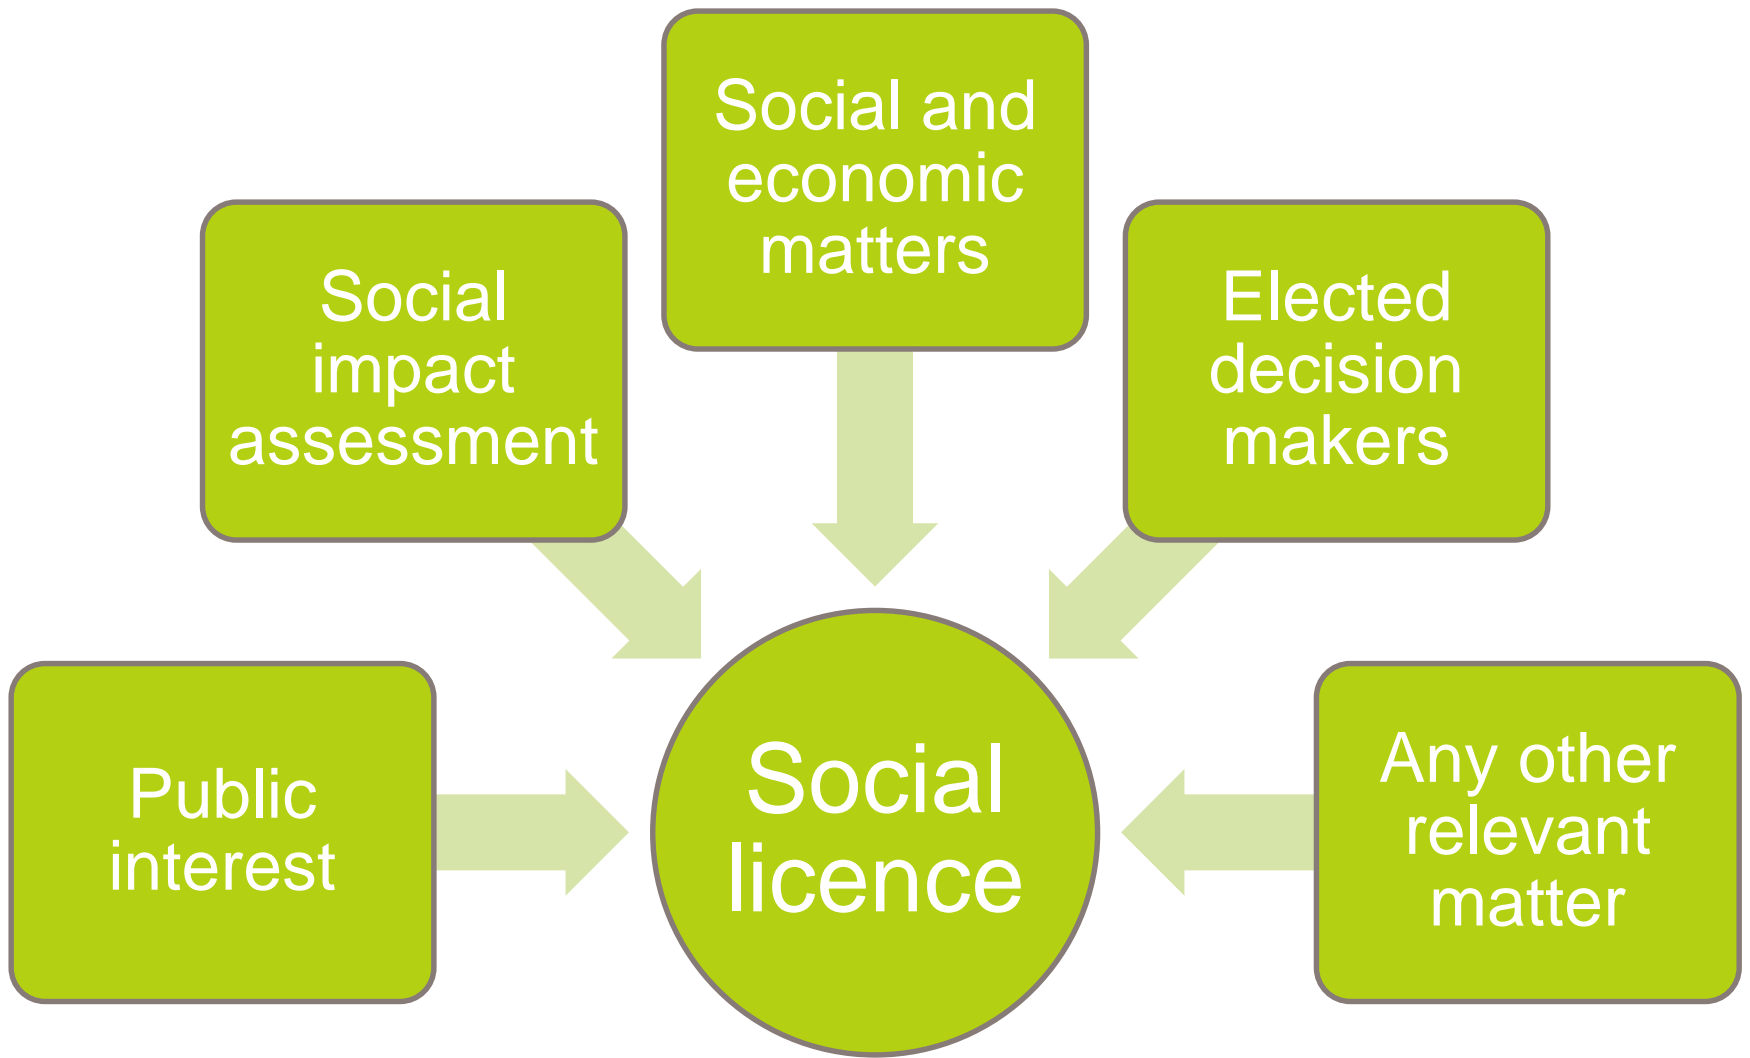 Social and
economic
matters
Social
impact
assessment
Elected
decision
makers
Public
interest
Social
licence
Any other
relevant
matter